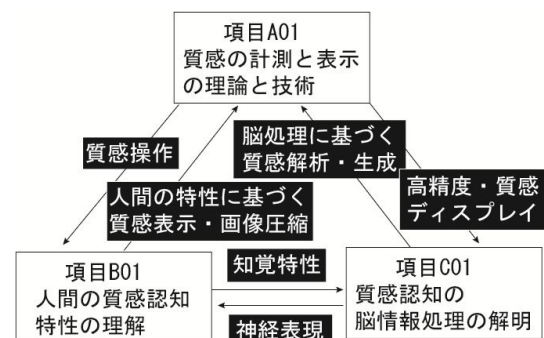 項目A01
質感の計測と表示
の理論と技術
質感操作
脳処理に基づく
質感解析・生成
人間の特性に基づく
質感表示・画像圧縮
高精度・質感
ディスプレイ
項目B01
人間の質感認知
特性の理解
知覚特性
神経表現
項目C01
質感認知の
脳情報処理の解明